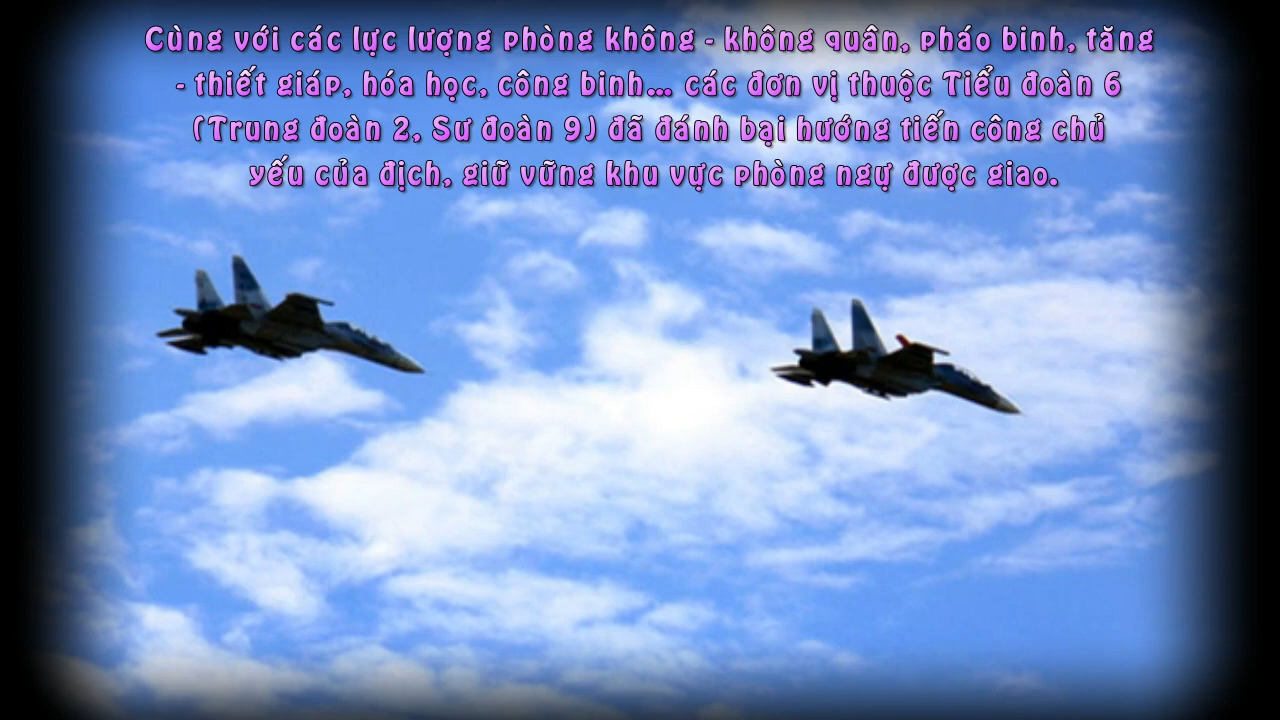 Cùng với các lực lượng phòng không - không quân, pháo binh, tăng
- thiết giáp, hóa học, công binh... các đơn vị thuộc Tiểu đoàn 6
(Trung đoàn 2, Sư đoàn 9) đã đánh bại hướng tiến công chủ
yếu của địch, giữ vững khu vực phòng ngự được giao.